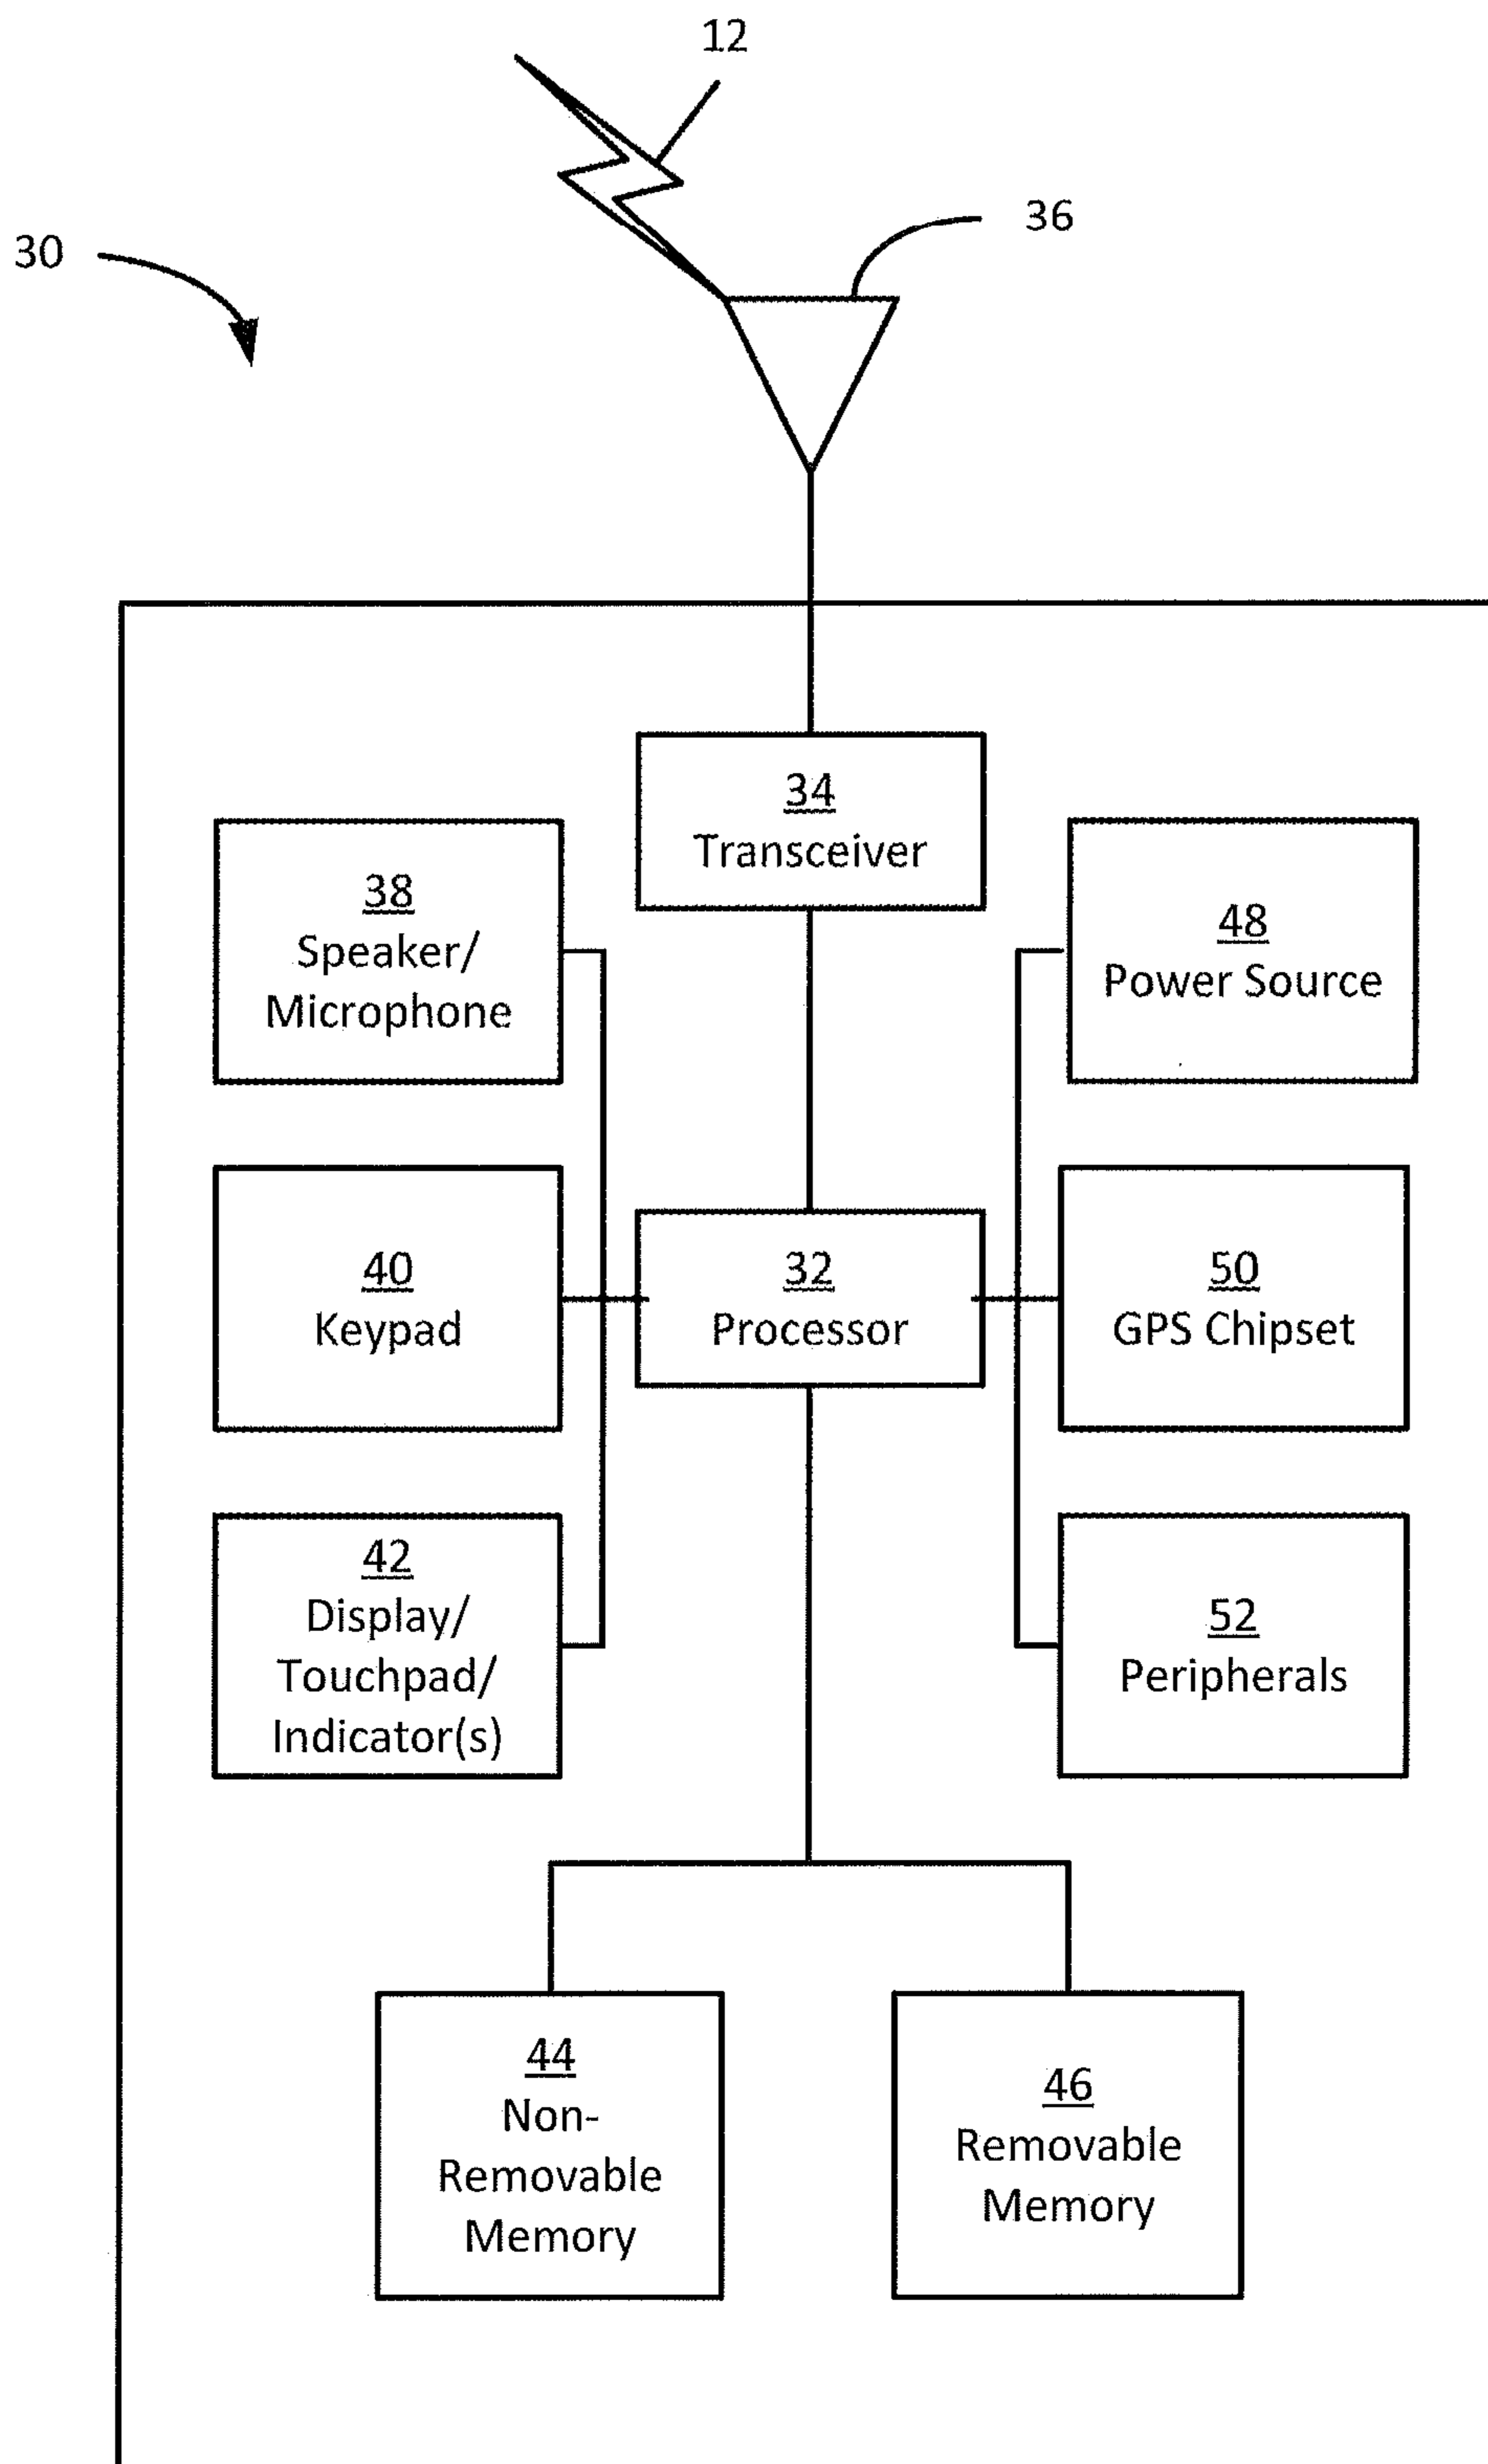 12
36
30
34
Transceiver
38
Speaker/
Microphone
48
Power Source
40
Keypad
32
Processor
50
GPS Chipset
42
Display/
Touchpad/
Indicator(s)
52
Peripherals
44
Non-
Removable
Memory
46
Removable
Memory